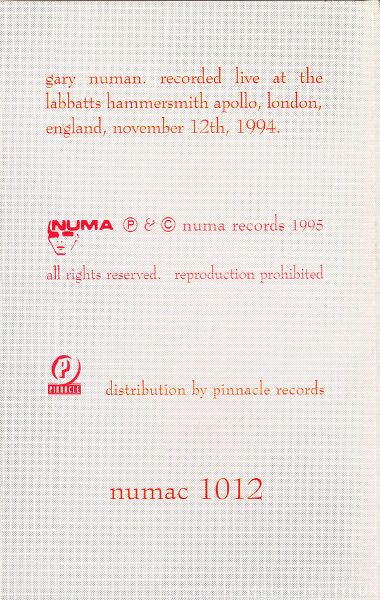 gary numan. recorded live at the
labbatts hammersmith apollo, london,
england, november 12th, 1994.
NUMA ℗ & © numa records 1995
all rights reserved. reproduction prohibited
P
PINNACLE
distribution by pinnacle records
numac 1012